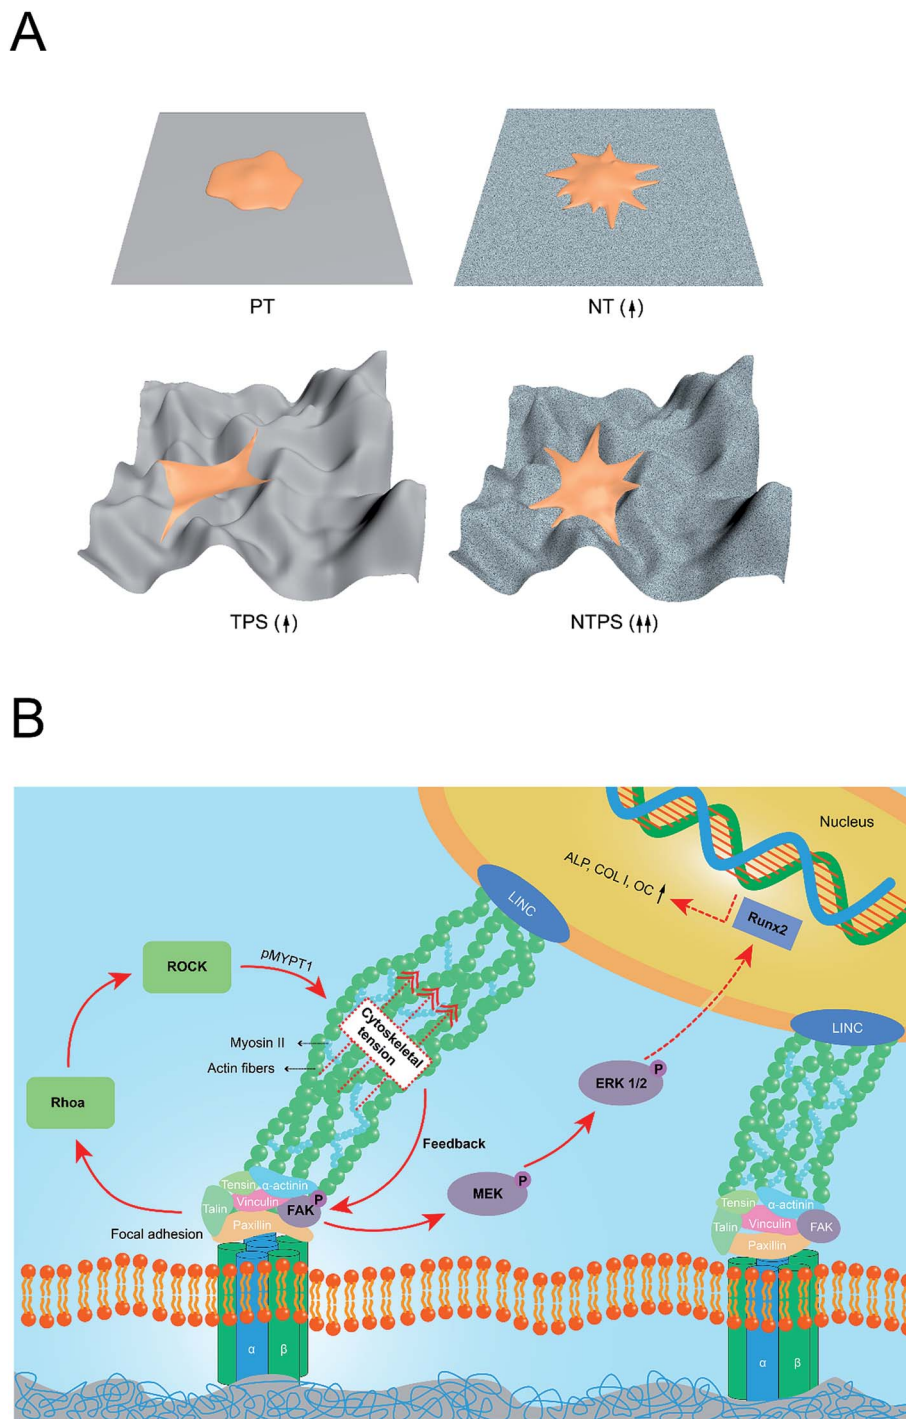 A
PT
NT (↑)
TPS (↑)
NTPS (↑↑)
B
Nucleus
ALP, COL I, OC ↑
LINC
Runx2
ROCK
pMYPT1
Cytoskeletal
tension
LINC
Myosin II
Actin fibers
P
ERK 1/2
Rhoa
Feedback
P
MEK
Tensin
α-actinin
P
Vinculin
FAK
Talin
Paxillin
Focal adhesion
Tensin
α-actinin
Talin
Vinculin
FAK
Paxillin
α
β
α
β